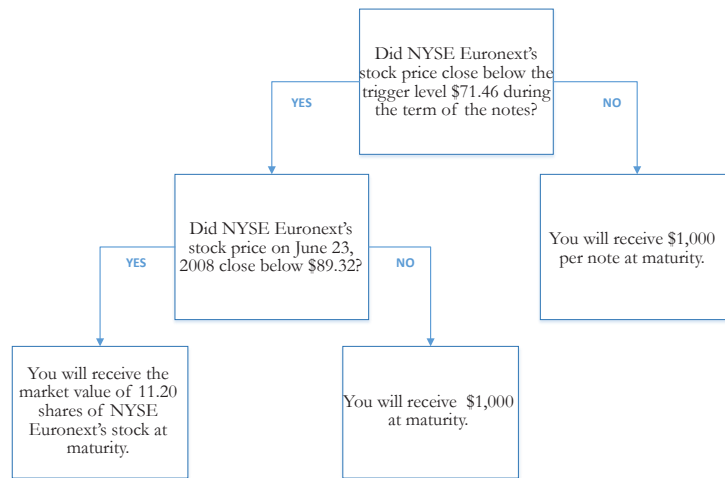 Did NYSE Euronext's
stock price close below the
trigger level $71.46 during
the term of the notes?
YES
NO
Did NYSE Euronext's
stock price on June 23,
2008 close below $89.32?
You will receive $1,000
per note at maturity.
YES
NO
You will receive the
market value of 11.20
shares of NYSE
Euronext's stock at
maturity.
You will receive $1,000
at maturity.